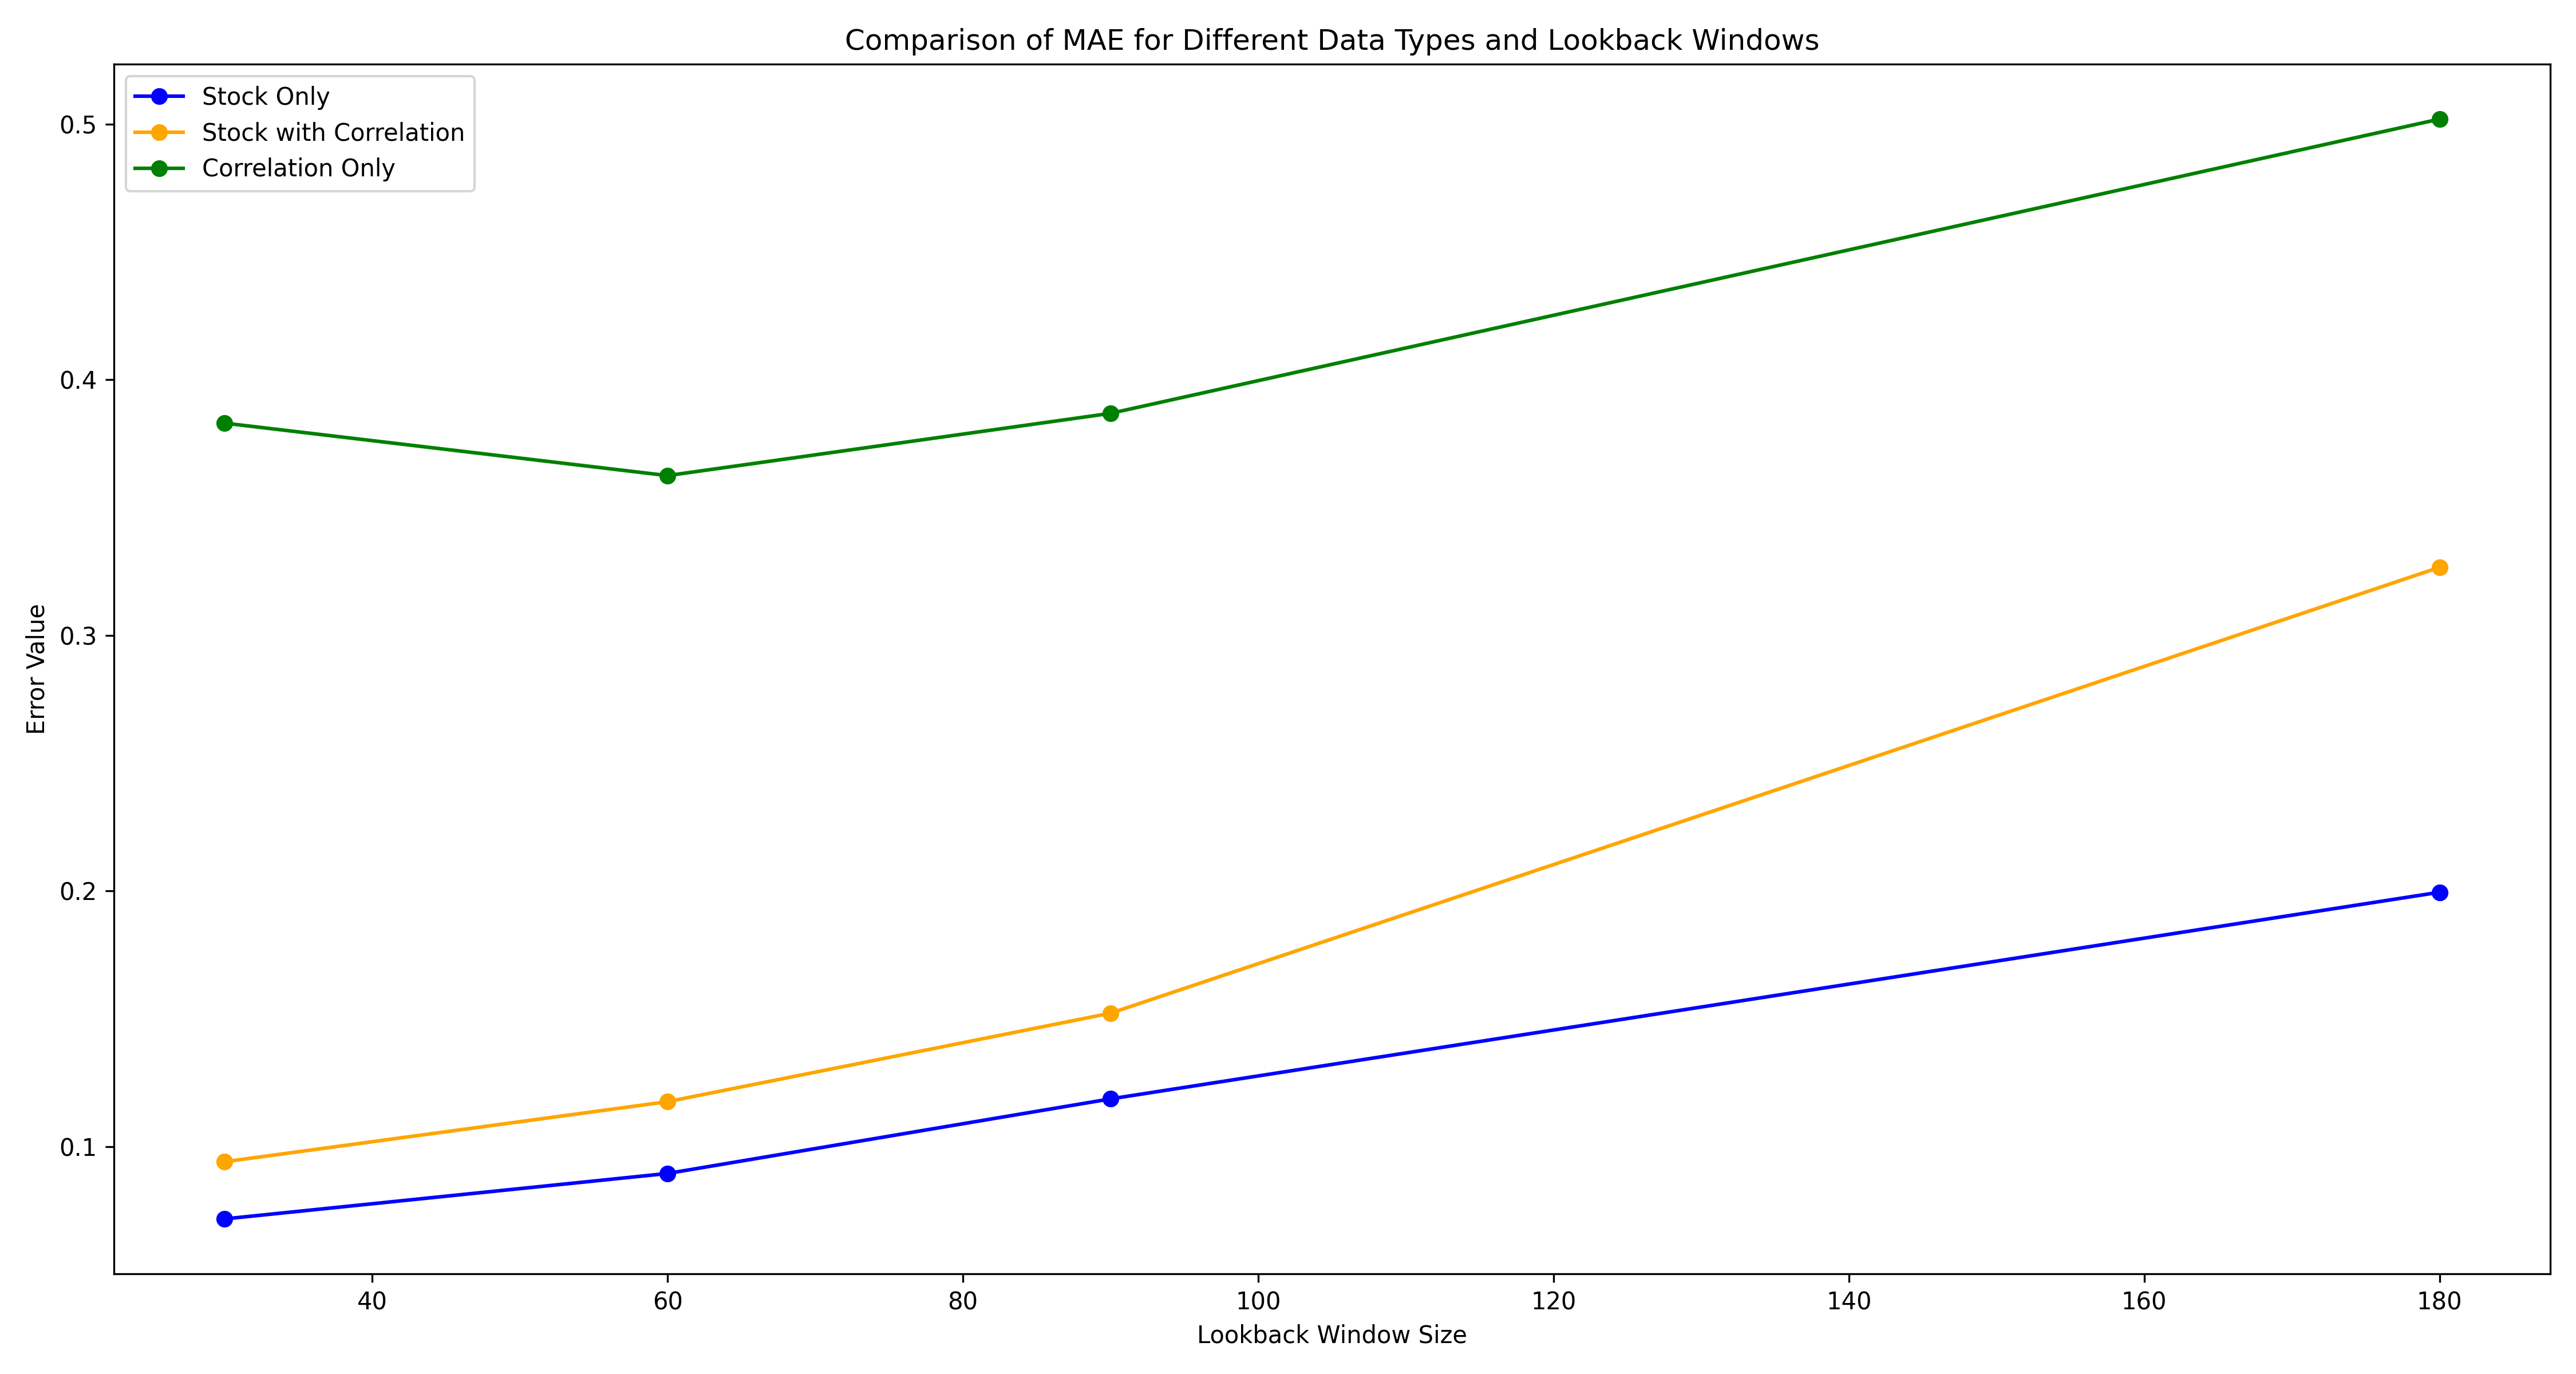 Comparison of MAE for Different Data Types and Lookback Windows
Stock Only
Stock with Correlation
Correlation Only
Error Value
0.5
0.4
0.3
0.2
0.1
40 60 80 100 120 140 160 180
Lookback Window Size